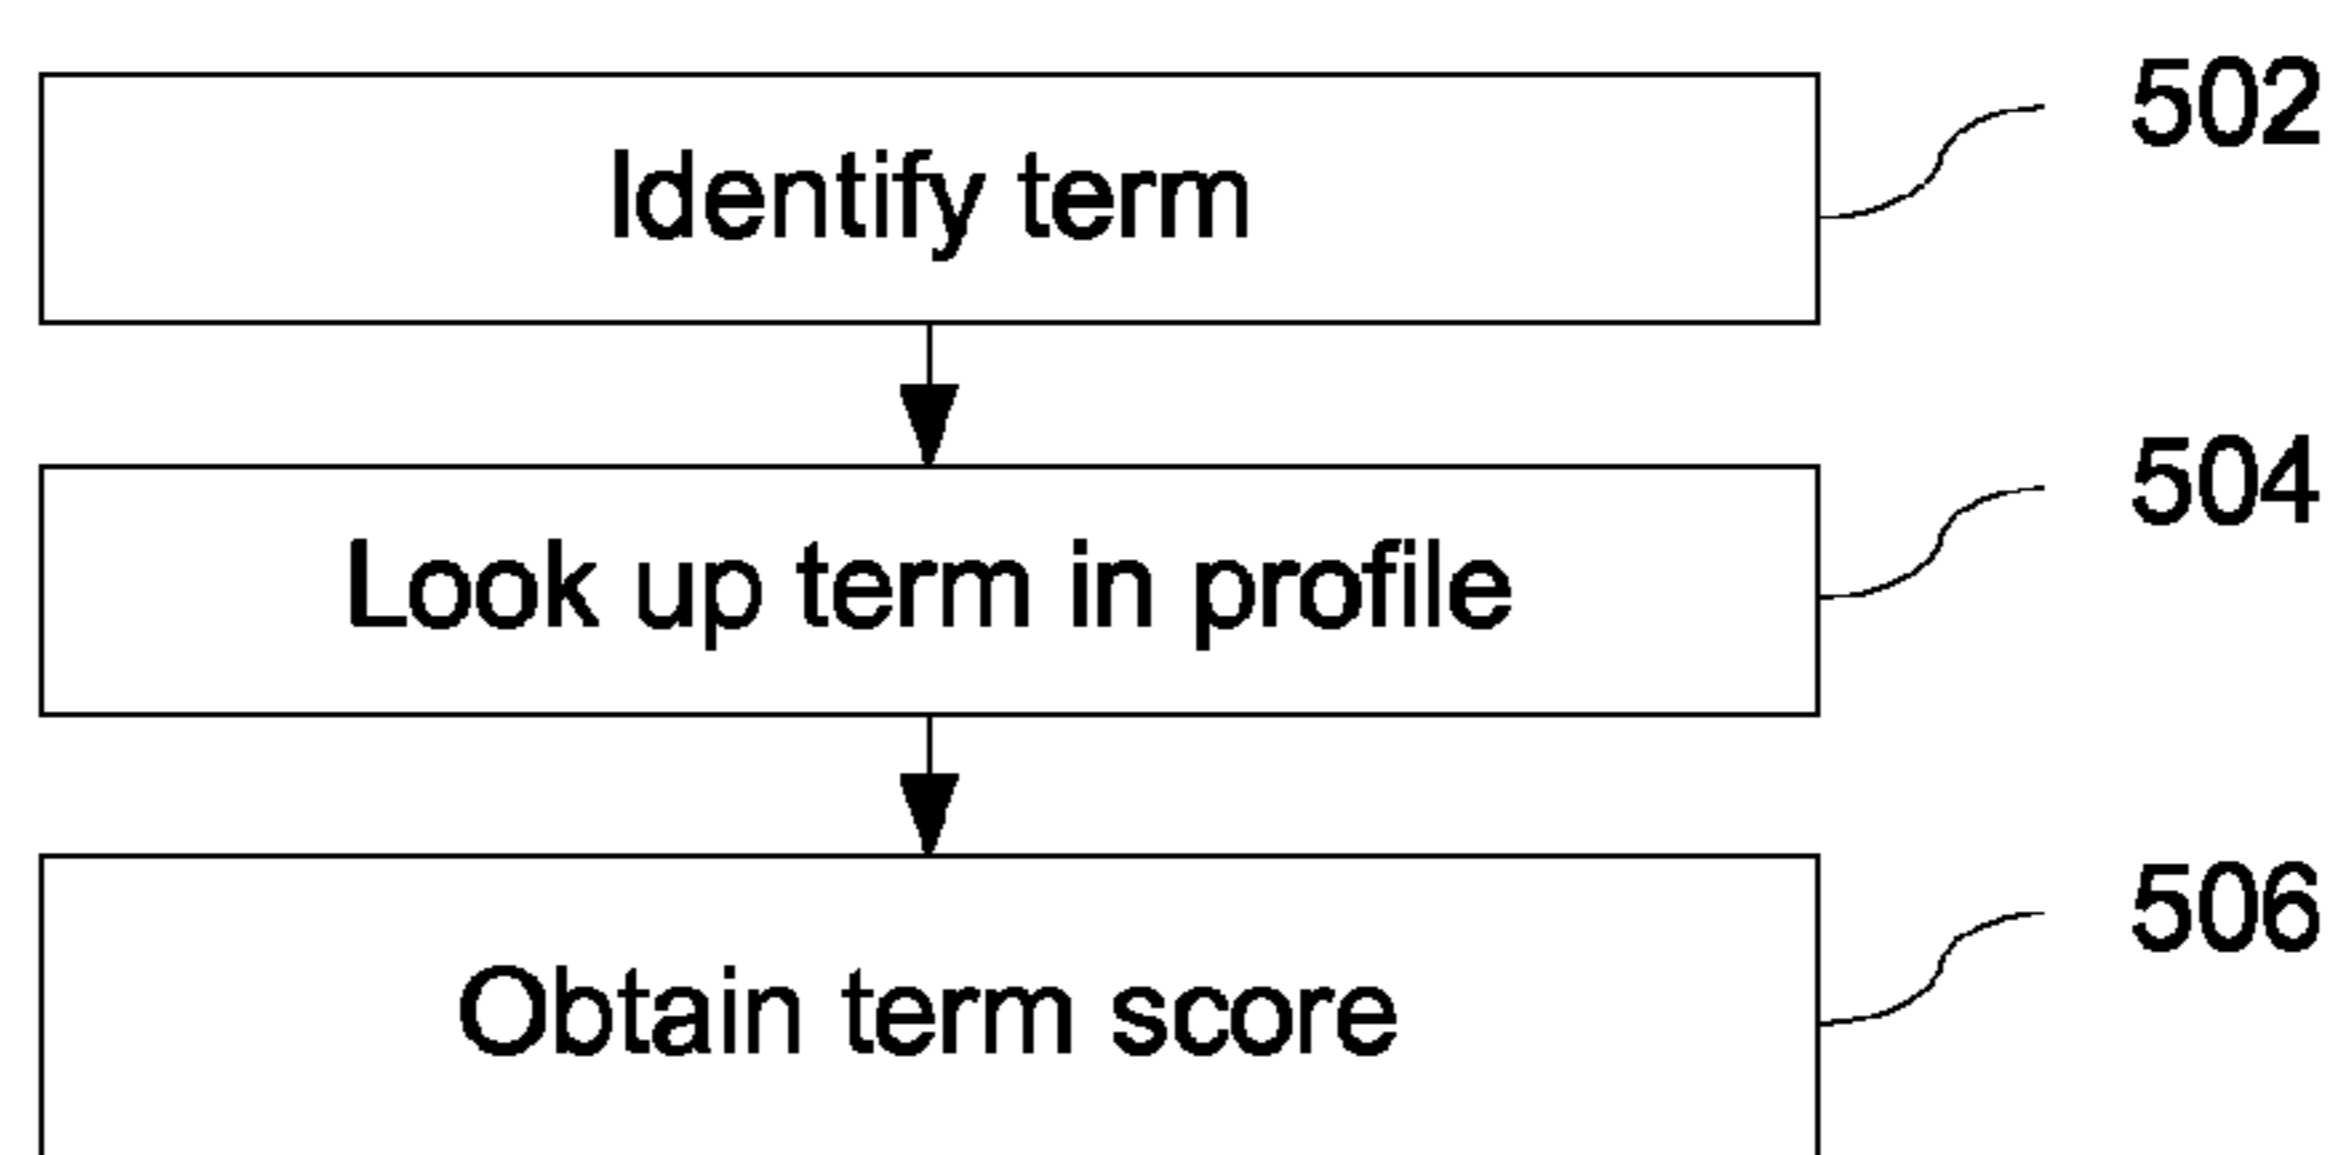 502
Identify term
504
Look up term in profile
506
Obtain term score